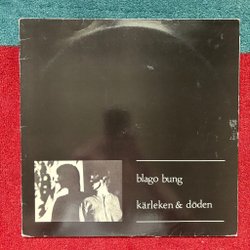 blago bung
kärleken & döden